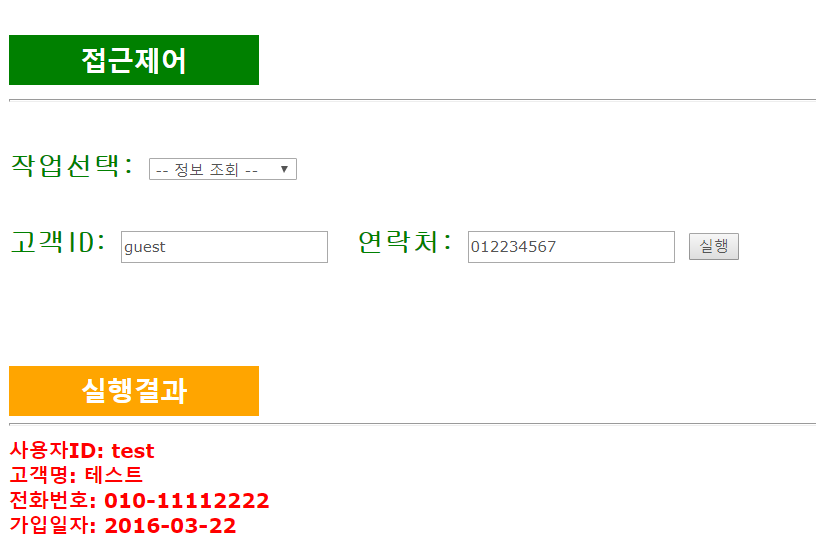 접근제어
작업선택: -- 정보 조회 --
고객ID: guest 연락처: 012234567 실행
실행결과
사용자ID: test
고객명: 테스트
전화번호: 010-11112222
가입일자: 2016-03-22